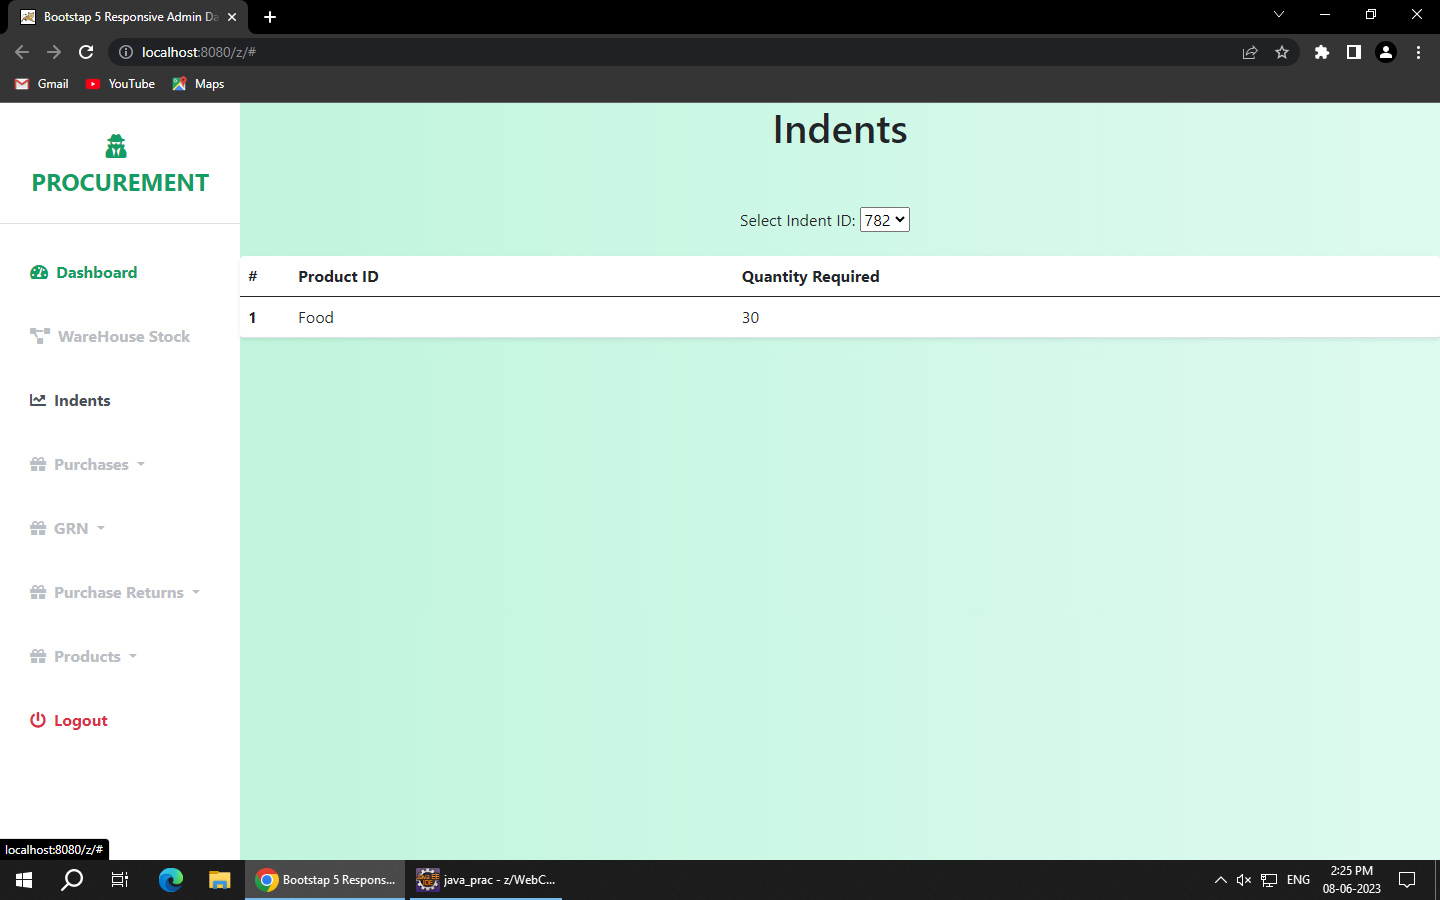 Bootstap 5 Responsive Admin Da
localhost:8080/z/#
Gmail
YouTube
Maps
PROCUREMENT
Dashboard
WareHouse Stock
Indents
Purchases
GRN
Purchase Returns
Products
Logout
Indents
Select Indent ID: 782
# Product ID Quantity Required
1 Food 30
localhost:8080/z/#
Bootstap 5 Respons...
java_prac - z/WebC...
ENG
2:25 PM
08-06-2023